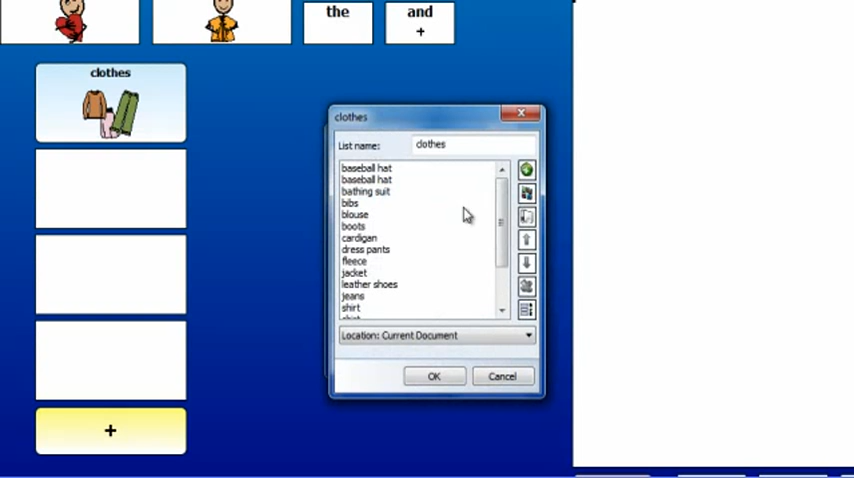 the
and
+
clothes
clothes
List name:
clothes
baseball hat
baseball hat
bathing suit
bibs
blouse
boots
cardigan
dress pants
fleece
jacket
leather shoes
jeans
shirt
Location: Current Document
OK
Cancel
+